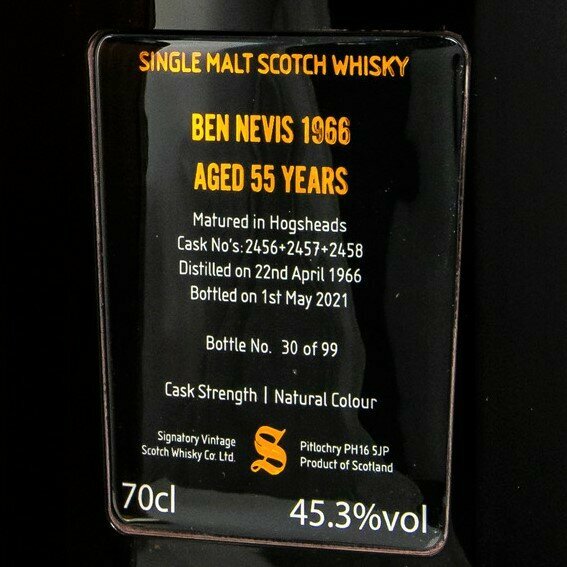 SINGLE MALT SCOTCH WHISKY
BEN NEVIS 1966
AGED 55 YEARS
Matured in Hogsheads
Cask No's: 2456+2457+2458
Distilled on 22nd April 1966
Bottled on 1st May 2021
Bottle No. 30 of 99
Cask Strength | Natural Colour
Signatory Vintage
Scotch Whisky Co. Ltd.
S
Pitlochry PH16 5JP
Product of Scotland
70cl
45.3%vol